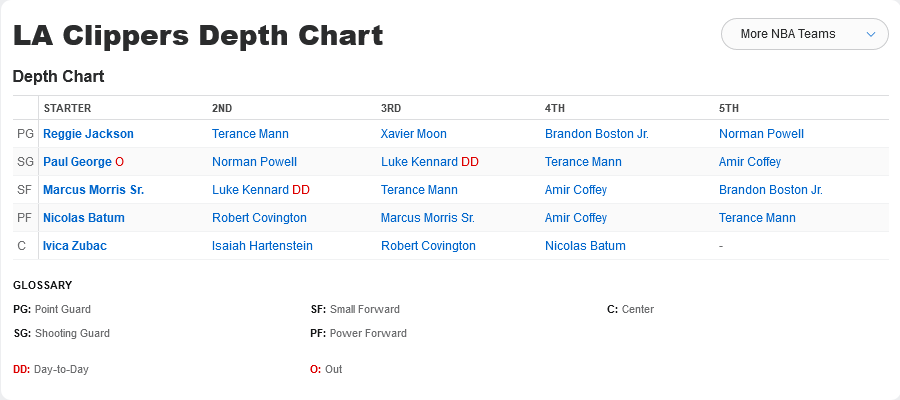 LA Clippers Depth Chart
More NBA Teams
Depth Chart
STARTER 2ND 3RD 4TH 5TH
PG Reggie Jackson Terance Mann Xavier Moon Brandon Boston Jr. Norman Powell
SG Paul George O Norman Powell Luke Kennard DD Terance Mann Amir Coffey
SF Marcus Morris Sr. Luke Kennard DD Terance Mann Amir Coffey Brandon Boston Jr.
PF Nicolas Batum Robert Covington Marcus Morris Sr. Amir Coffey Terance Mann
C Ivica Zubac Isaiah Hartenstein Robert Covington Nicolas Batum -
GLOSSARY
PG: Point Guard SF: Small Forward C: Center
SG: Shooting Guard PF: Power Forward
DD: Day-to-Day O: Out